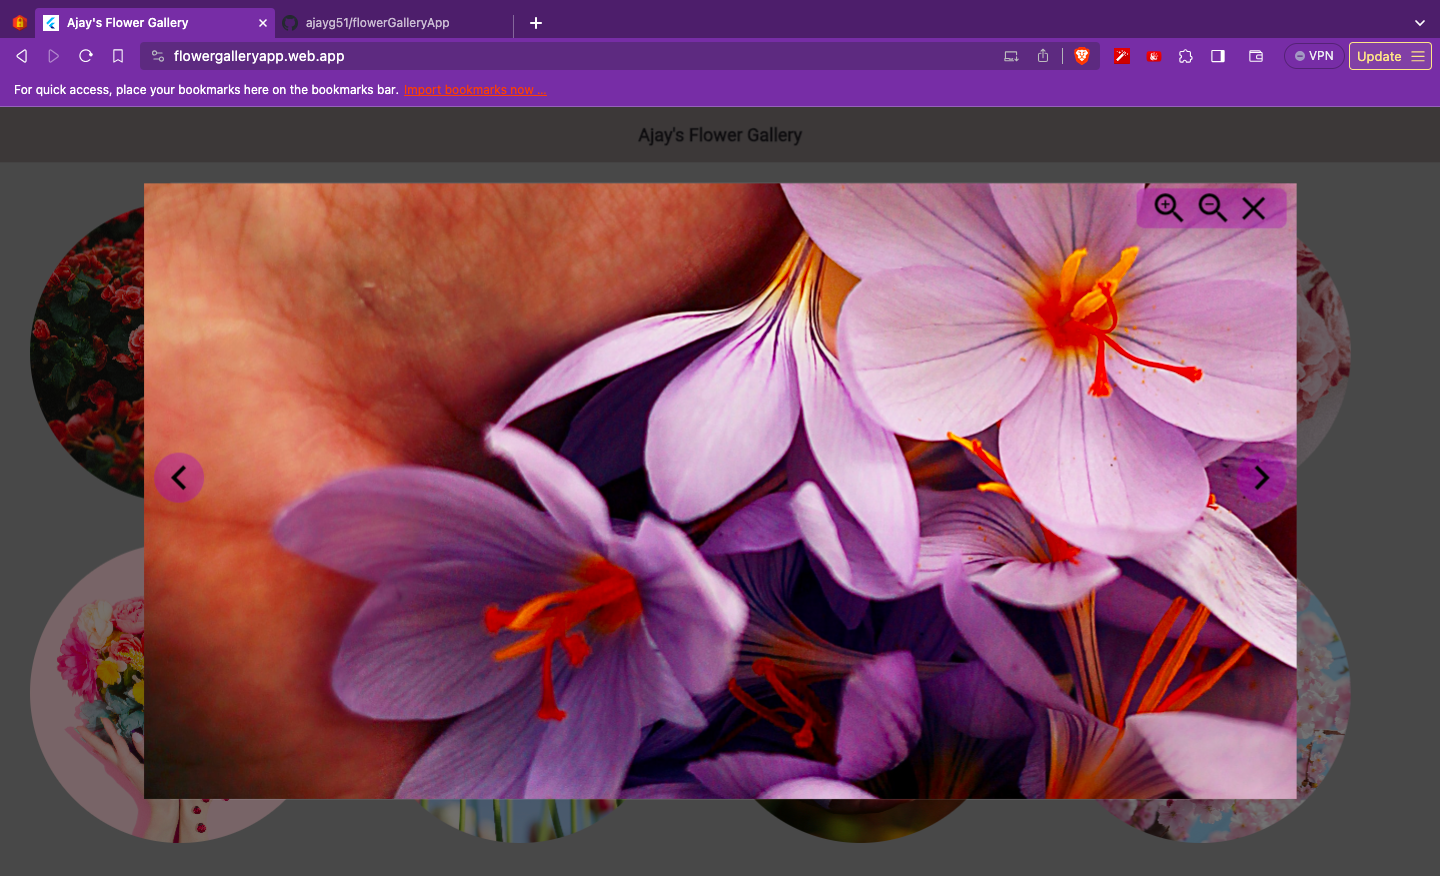 Ajay's Flower Gallery
ajayg51/flowerGalleryApp
flowergalleryapp.web.app
VPN
Update
For quick access, place your bookmarks here on the bookmarks bar. Import bookmarks now ...
Ajay's Flower Gallery